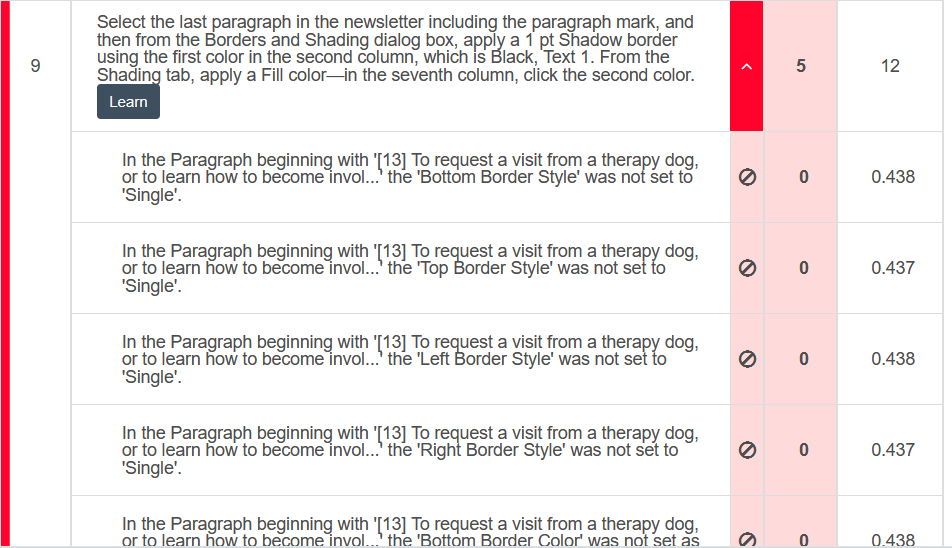 Select the last paragraph in the newsletter including the paragraph mark, and
then from the Borders and Shading dialog box, apply a 1 pt Shadow border
using the first color in the second column, which is Black, Text 1. From the
9
5
12
Shading tab, apply a Fill color—in the seventh column, click the second color.
Learn
In the Paragraph beginning with '[13] To request a visit from a therapy dog,
or to learn how to become invol...' the 'Bottom Border Style' was not set to
0
0.438
'Single'.
In the Paragraph beginning with '[13] To request a visit from a therapy dog,
or to learn how to become invol...' the 'Top Border Style' was not set to
0
0.437
'Single'.
In the Paragraph beginning with '[13] To request a visit from a therapy dog,
or to learn how to become invol...' the 'Left Border Style' was not set to
0
0.438
'Single'.
In the Paragraph beginning with '[13] To request a visit from a therapy dog,
or to learn how to become invol...' the 'Right Border Style' was not set to
0
0.437
'Single'.
In the Paragraph beginning with '[13] To request a visit from a therapy dog,
or to learn how to become invol...' the 'Bottom Border Color' was not set as
0
0.438